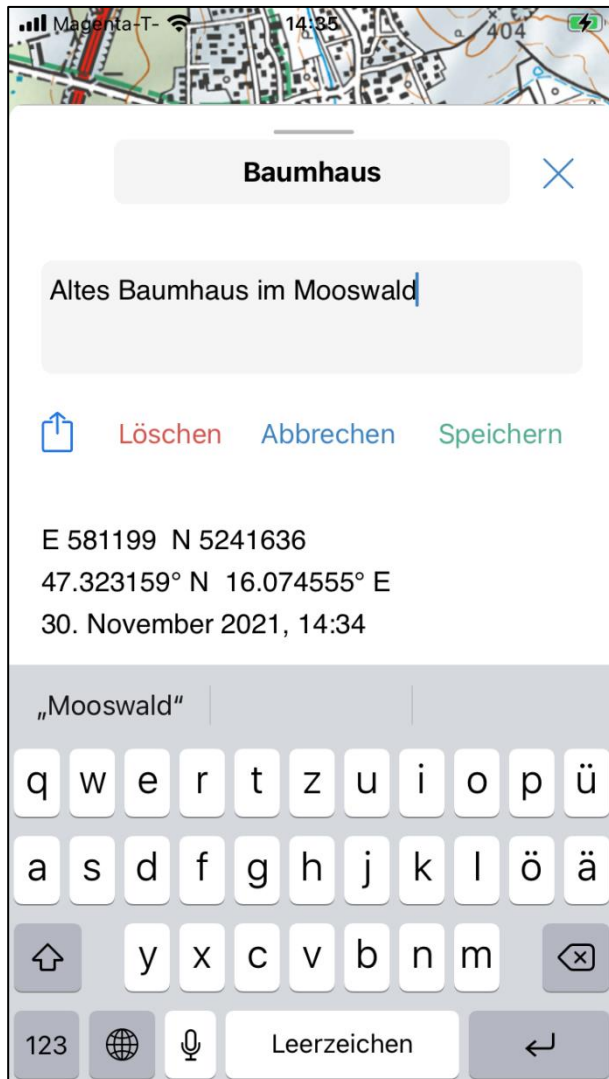 Magenta-T- 14:35
404
Baumhaus
Altes Baumhaus im Mooswald
Löschen Abbrechen Speichern
E 581199 N 5241636
47.323159° N 16.074555° E
30. November 2021, 14:34
„Mooswald“
q w e r t z u i o p ü
a s d f g h j k l ö ä
y x c v b n m
123 Leerzeichen